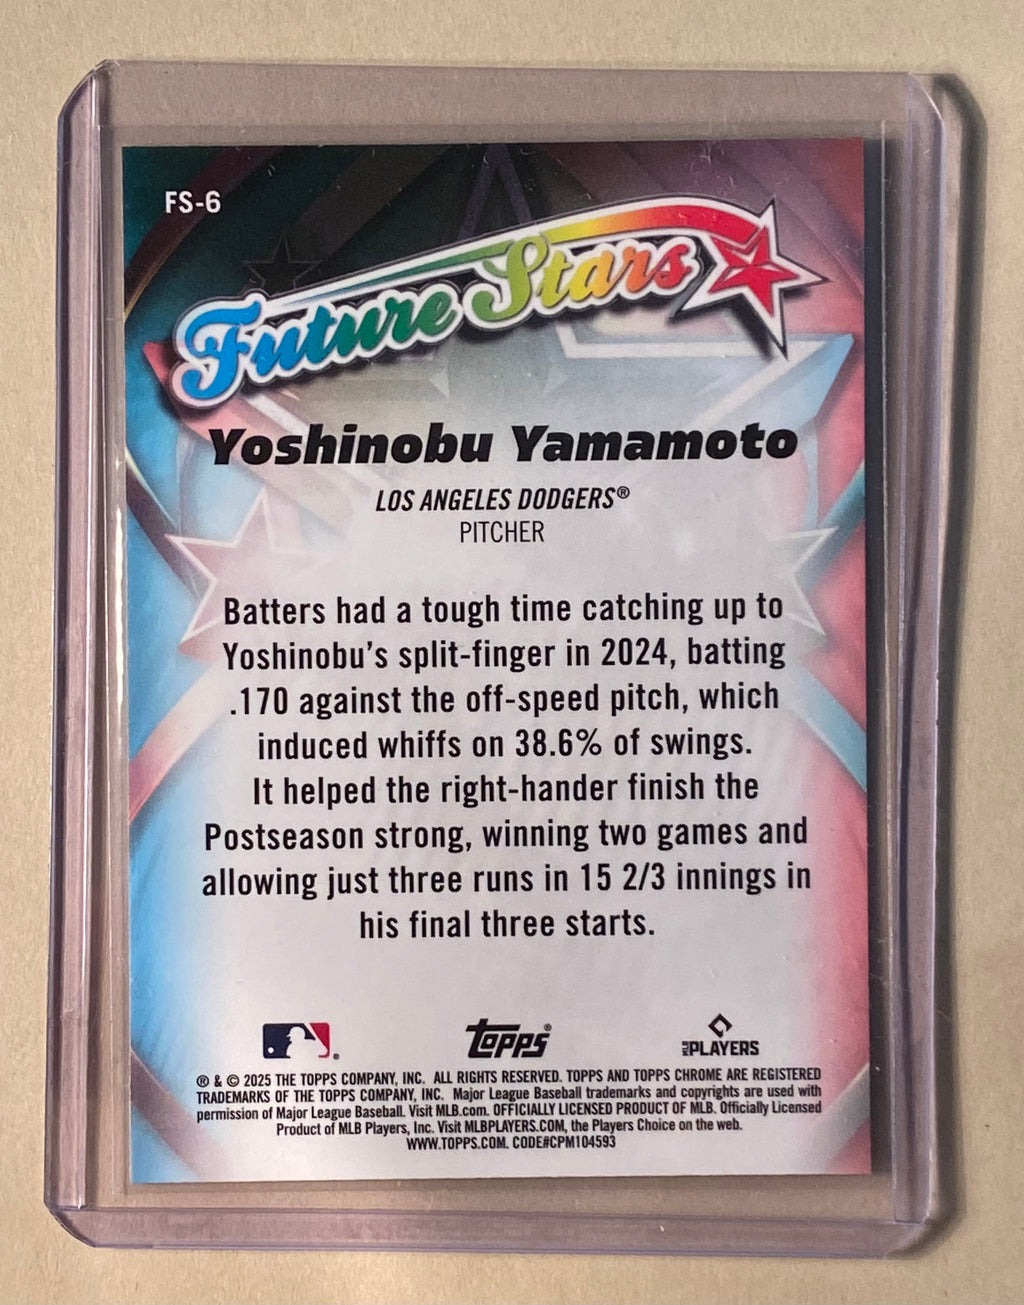 FS-6
Future Stars
Yoshinobu Yamamoto
LOS ANGELES DODGERS®
PITCHER
Batters had a tough time catching up to
Yoshinobu's split-finger in 2024, batting
.170 against the off-speed pitch, which
induced whiffs on 38.6% of swings.
It helped the right-hander finish the
Postseason strong, winning two games and
allowing just three runs in 15 2/3 innings in
his final three starts.
® topps® MLB PLAYERS
® & © 2025 THE TOPPS COMPANY, INC. ALL RIGHTS RESERVED. TOPPS AND TOPPS CHROME ARE REGISTERED
TRADEMARKS OF THE TOPPS COMPANY, INC. Major League Baseball trademarks and copyrights are used with
permission of Major League Baseball. Visit MLB.com. OFFICIALLY LICENSED PRODUCT OF MLB. Officially Licensed
Product of MLB Players, Inc. Visit MLBPLAYERS.COM, the Players Choice on the web.
WWW.TOPPS.COM. CODE#CPM104593